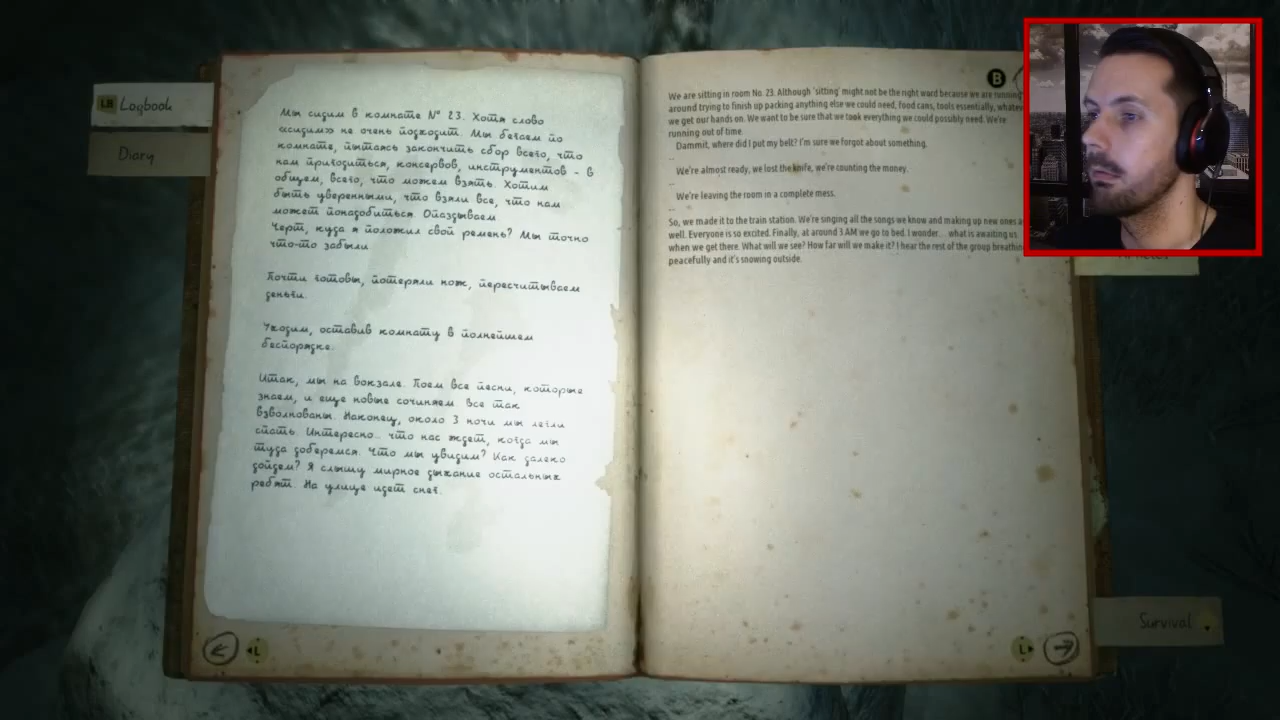 LB Logbook
Diary
Мы сидим в комнате № 23. Хотя слово
«сидим» не очень подходит. Мы бегаем по
комнате, пытаясь закончить сбор всего, что
нам пригодиться, консервов, инструментов - в
общем, всего, что можем взять. Хотим
быть уверенными, что взяли все, что нам
может понадобиться. Опаздываем
Черт, куда я положил свой ремень? Мы точно
что-то забыли
Почти готовы, потеряли нож, пересчитываем
деньги.
Уходим, оставив комнату в полнейшем
беспорядке.
Итак, мы на вокзале. Поем все песни, которые
знаем, и еще новые сочиняем. Все так
взволнованы. Наконец, около 3 ночи мы легли
спать. Интересно... что нас ждет, когда мы
туда доберемся. Что мы увидим? Как далеко
дойдем? Я слышу мирное дыхание остальных
ребят. На улице идет снег.
L
B
We are sitting in room No. 23. Although 'sitting' might not be the right word because we are running
around trying to finish up packing anything else we could need, food cans, tools essentially,
we get our hands on. We want to be sure that we took everything we could possibly need. We're
running out of time.
Dammit, where did I put my belt? I'm sure we forgot about something.
...
We're almost ready, we lost the knife, we're counting the money.
...
We're leaving the room in a complete mess.
...
So, we made it to the train station. We're singing all the songs we know and making up new ones
well. Everyone is so excited. Finally, at around 3 AM we go to bed. I wonder... what is awaiting us
when we get there. What will we see? How far will we make it? I hear the rest of the group breathing
peacefully and it's snowing outside.
L
Survival